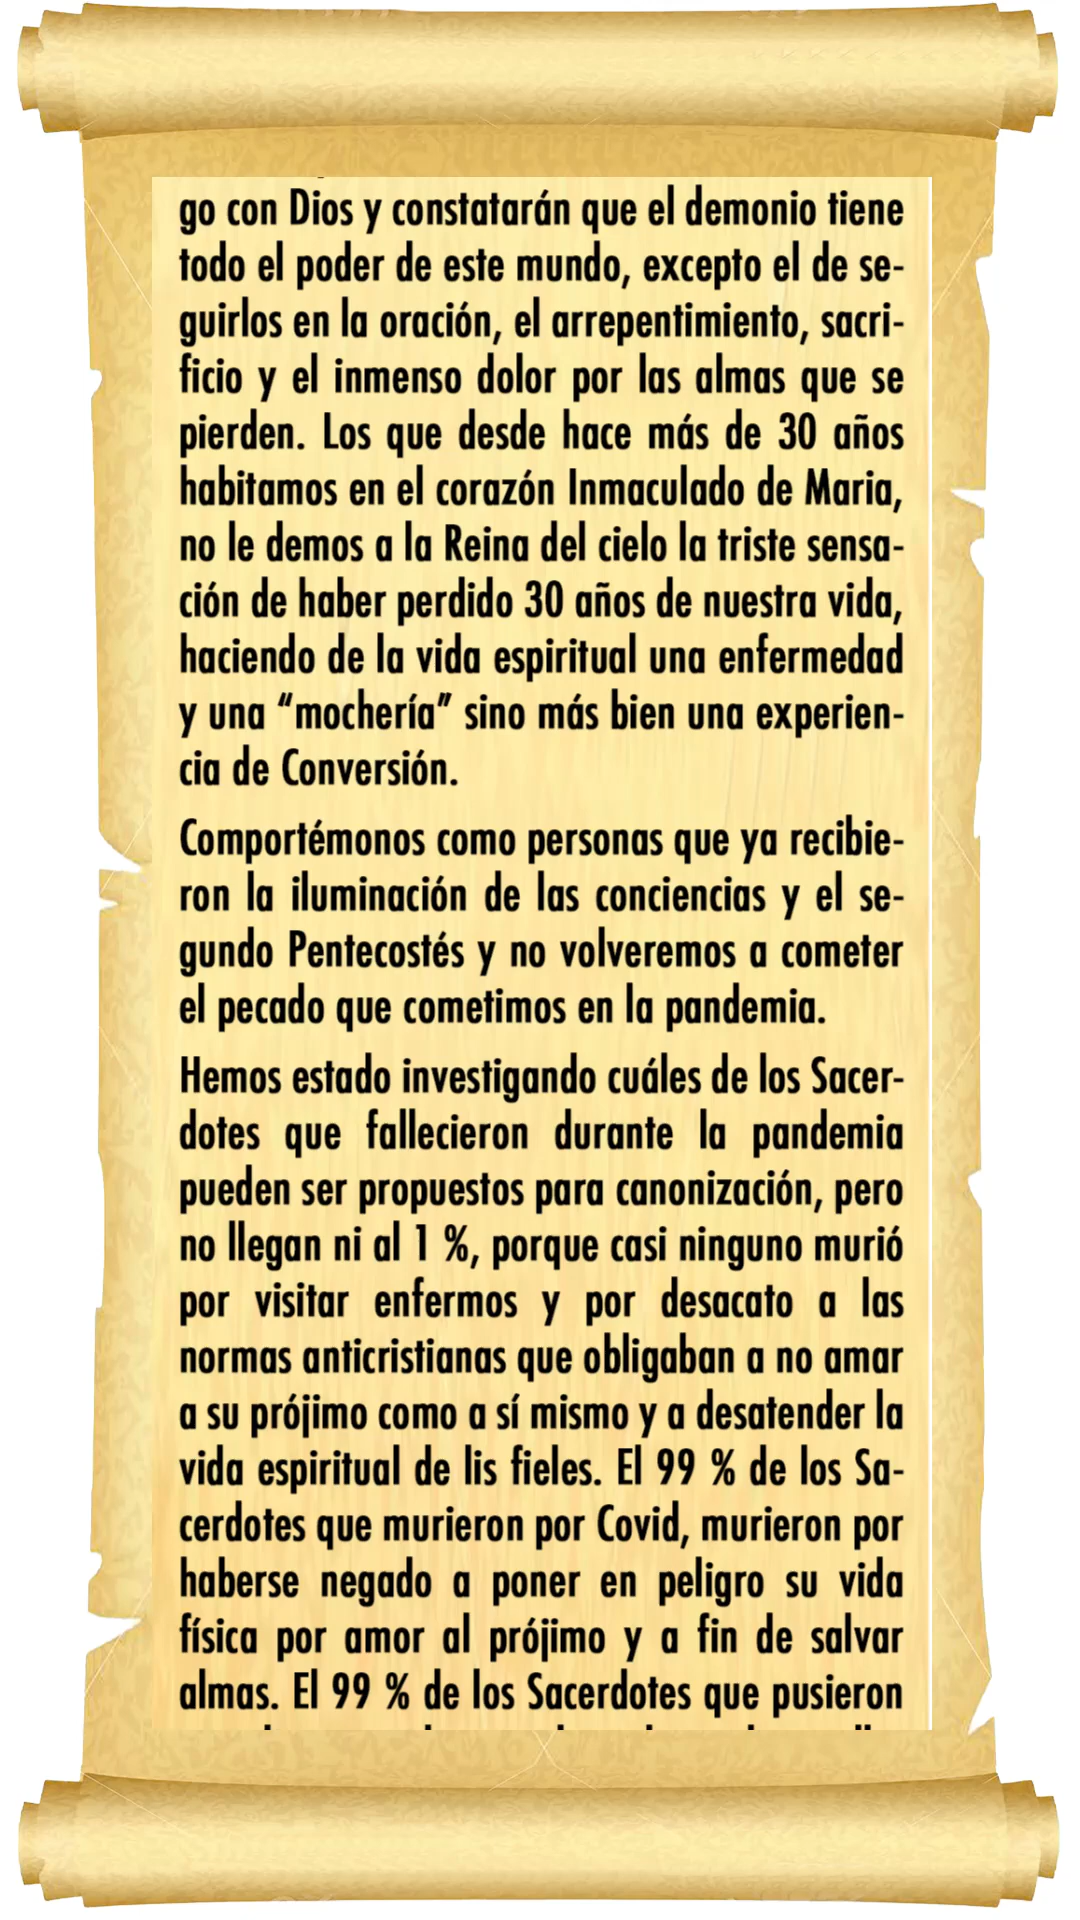 go con Dios y constatarán que el demonio tiene
todo el poder de este mundo, excepto el de se-
guirlos en la oración, el arrepentimiento, sacri-
ficio y el inmenso dolor por las almas que se
pierden. Los que desde hace más de 30 años
habitamos en el corazón Inmaculado de Maria,
no le demos a la Reina del cielo la triste sensa-
ción de haber perdido 30 años de nuestra vida,
haciendo de la vida espiritual una enfermedad
y una “mochería” sino más bien una experien-
cia de Conversión.
Comportémonos como personas que ya recibie-
ron la iluminación de las conciencias y el se-
gundo Pentecostés y no volveremos a cometer
el pecado que cometimos en la pandemia.
Hemos estado investigando cuáles de los Sacer-
dotes que fallecieron durante la pandemia
pueden ser propuestos para canonización, pero
no llegan ni al 1 %, porque casi ninguno murió
por visitar enfermos y por desacato a las
normas anticristianas que obligaban a no amar
a su prójimo como a sí mismo y a desatender la
vida espiritual de lis fieles. El 99 % de los Sa-
cerdotes que murieron por Covid, murieron por
haberse negado a poner en peligro su vida
física por amor al prójimo y a fin de salvar
almas. El 99 % de los Sacerdotes que pusieron